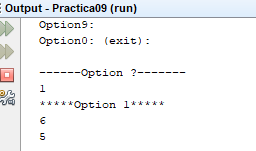 Output - Practica09 (run)
Option9:
Option0: (exit):
------Option ?-------
1
*****Option 1*****
6
5